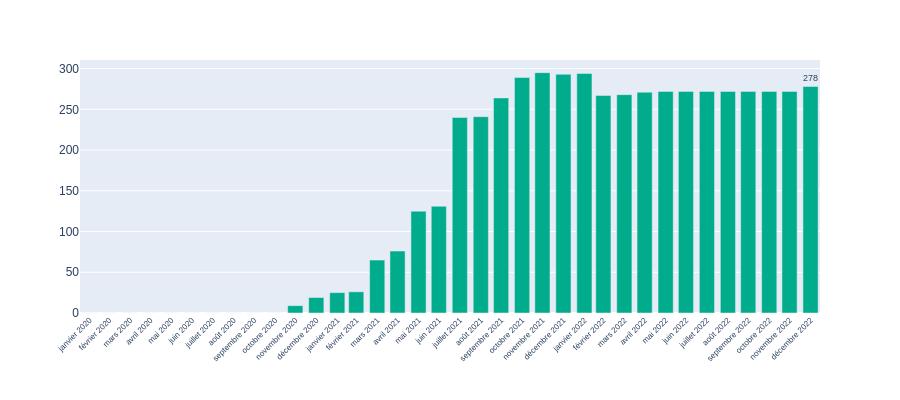 300
250
200
150
100
50
0
278
janvier 2020
février 2020
mars 2020
avril 2020
mai 2020
juin 2020
juillet 2020
août 2020
septembre 2020
octobre 2020
novembre 2020
décembre 2020
janvier 2021
février 2021
mars 2021
avril 2021
mai 2021
juin 2021
juillet 2021
août 2021
septembre 2021
octobre 2021
novembre 2021
décembre 2021
janvier 2022
février 2022
mars 2022
avril 2022
mai 2022
juin 2022
juillet 2022
août 2022
septembre 2022
octobre 2022
novembre 2022
décembre 2022